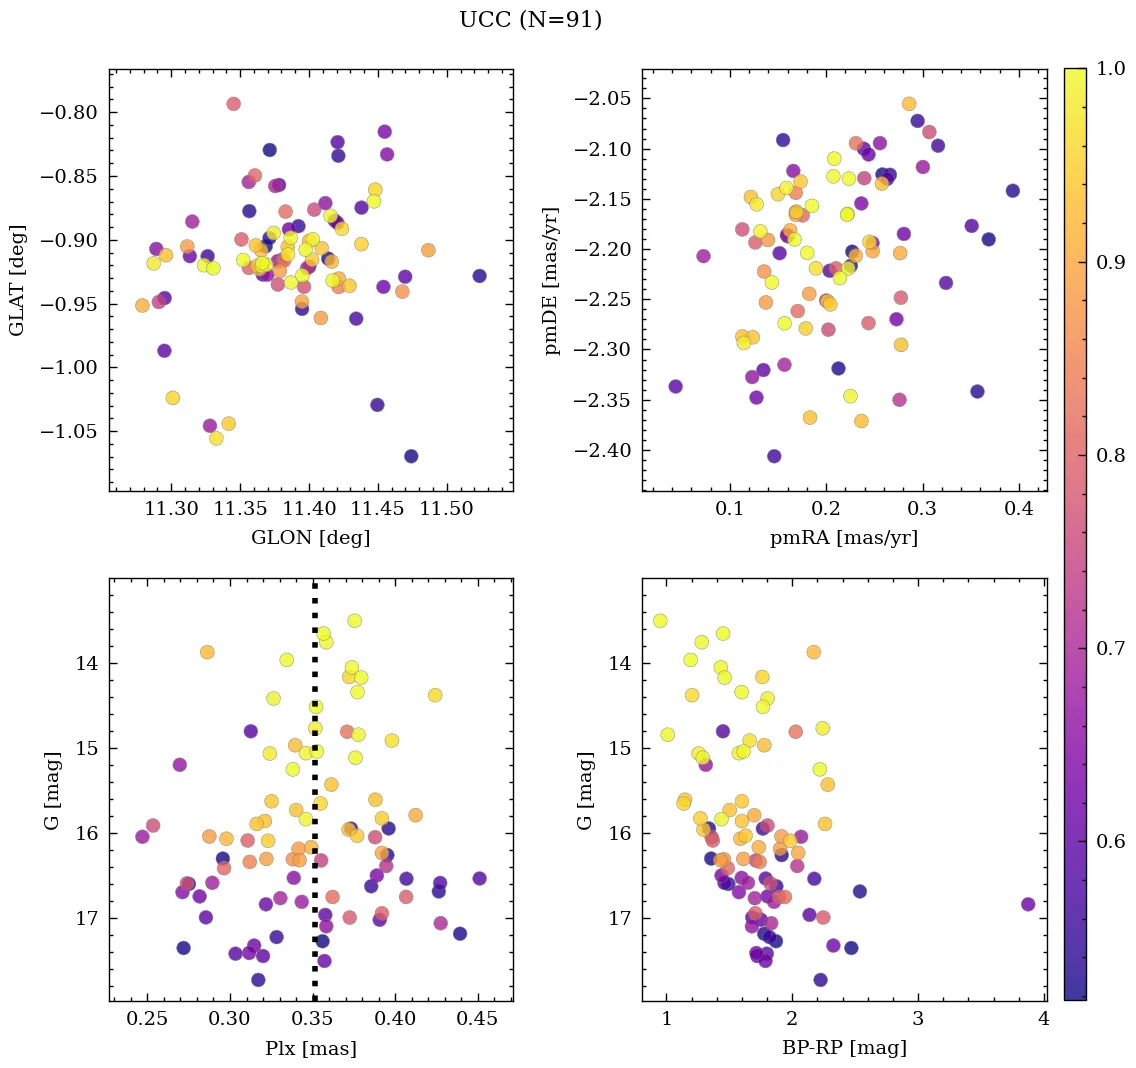 UCC (N=91)
−0.80
−0.85
−0.90
−0.95
−1.00
−1.05
GLAT [deg]
11.30 11.35 11.40 11.45 11.50
GLON [deg]
−2.05
−2.10
−2.15
−2.20
−2.25
−2.30
−2.35
−2.40
pmDE [mas/yr]
0.1 0.2 0.3 0.4
pmRA [mas/yr]
14
15
16
17
G [mag]
0.25 0.30 0.35 0.40 0.45
Plx [mas]
14
15
16
17
G [mag]
1 2 3 4
BP-RP [mag]
1.0
0.9
0.8
0.7
0.6